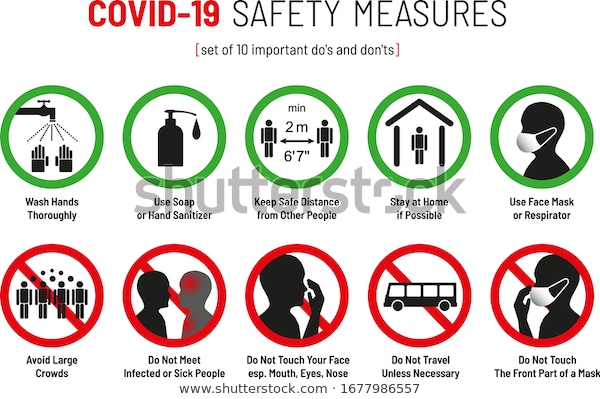 COVID-19 SAFETY MEASURES
[set of 10 important do's and don'ts]
min
2 m
6'7"
Wash Hands
Thoroughly
Use Soap
or Hand Sanitizer
Keep Safe Distance
from Other People
Stay at Home
if Possible
Use Face Mask
or Respirator
shutterstock
Avoid Large
Crowds
Do Not Meet
Infected or Sick People
Do Not Touch Your Face
esp. Mouth, Eyes, Nose
Do Not Travel
Unless Necessary
Do Not Touch
The Front Part of a Mask
www.shutterstock.com · 1677986557